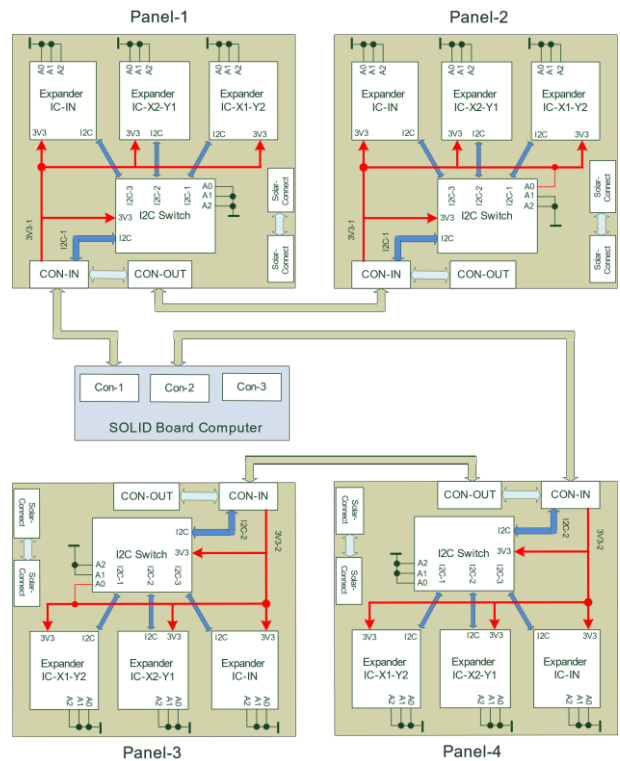 Panel-1
Panel-2
A0
A1
A2
A0
A1
A2
A0
A1
A2
A0
A1
A2
A0
A1
A2
A0
A1
A2
Expander
IC-IN
Expander
IC-X2-Y1
Expander
IC-X1-Y2
Expander
IC-IN
Expander
IC-X2-Y1
Expander
IC-X1-Y2
3V3
I2C
3V3
I2C
I2C
3V3
3V3
I2C
3V3
I2C
I2C
3V3
I2C-3
I2C-2
I2C-1
A0
A1
A2
3V3
I2C Switch
I2C
Solar-
Connect
Solar-
Connect
3V3-1
I2C-1
CON-IN
CON-OUT
I2C-3
I2C-2
I2C-1
A0
A1
A2
3V3
I2C Switch
I2C
Solar-
Connect
Solar-
Connect
3V3-1
I2C-1
CON-IN
CON-OUT
Con-1
Con-2
Con-3
SOLID Board Computer
CON-OUT
CON-IN
Solar-
Connect
Solar-
Connect
I2C-2
3V3-2
I2C
I2C Switch
3V3
A2
A1
A0
I2C-1
I2C-2
I2C-3
CON-OUT
CON-IN
Solar-
Connect
Solar-
Connect
I2C-2
3V3-2
I2C
I2C Switch
3V3
A2
A1
A0
I2C-1
I2C-2
I2C-3
3V3
I2C
I2C
3V3
I2C
3V3
3V3
I2C
I2C
3V3
I2C
3V3
Expander
IC-X1-Y2
Expander
IC-X2-Y1
Expander
IC-IN
Expander
IC-X1-Y2
Expander
IC-X2-Y1
Expander
IC-IN
A2
A1
A0
A2
A1
A0
A2
A1
A0
A2
A1
A0
A2
A1
A0
A2
A1
A0
Panel-3
Panel-4